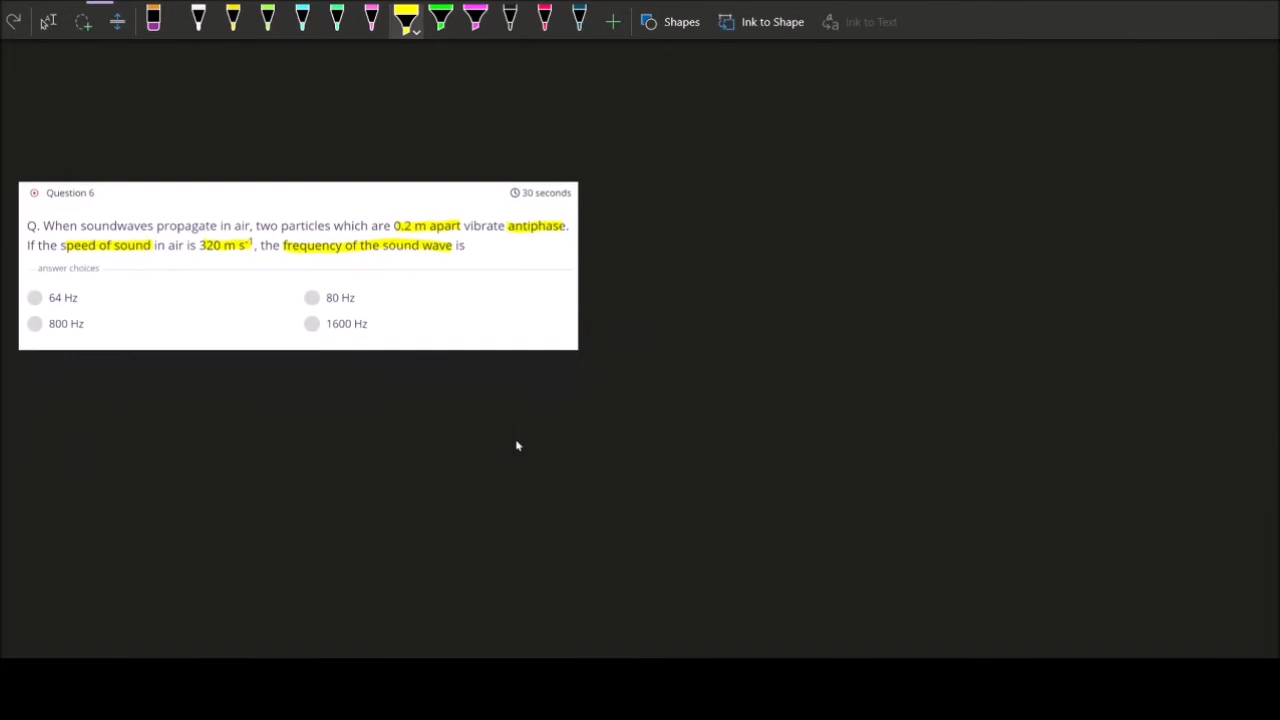 Shapes Ink to Shape Ink to Text
Question 6 30 seconds
Q. When soundwaves propagate in air, two particles which are 0.2 m apart vibrate antiphase.
If the speed of sound in air is 320 m s⁻¹, the frequency of the sound wave is
answer choices
64 Hz 80 Hz
800 Hz 1600 Hz